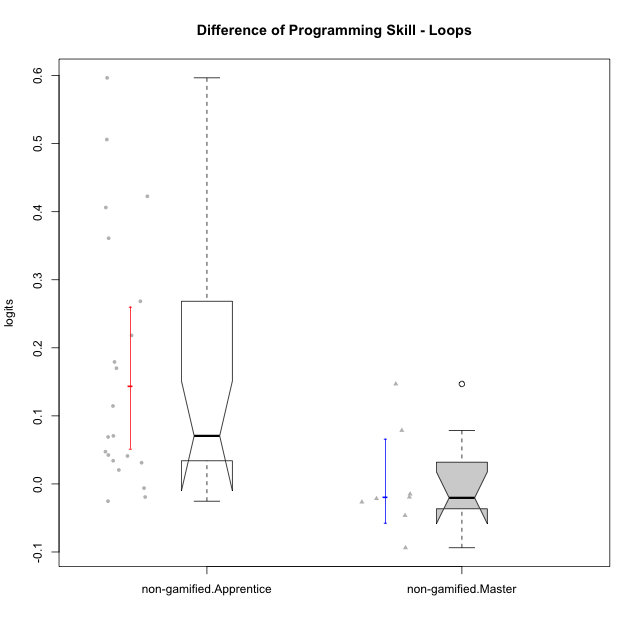 Difference of Programming Skill - Loops
logits
0.6
0.5
0.4
0.3
0.2
0.1
0.0
-0.1
non-gamified.Apprentice
non-gamified.Master